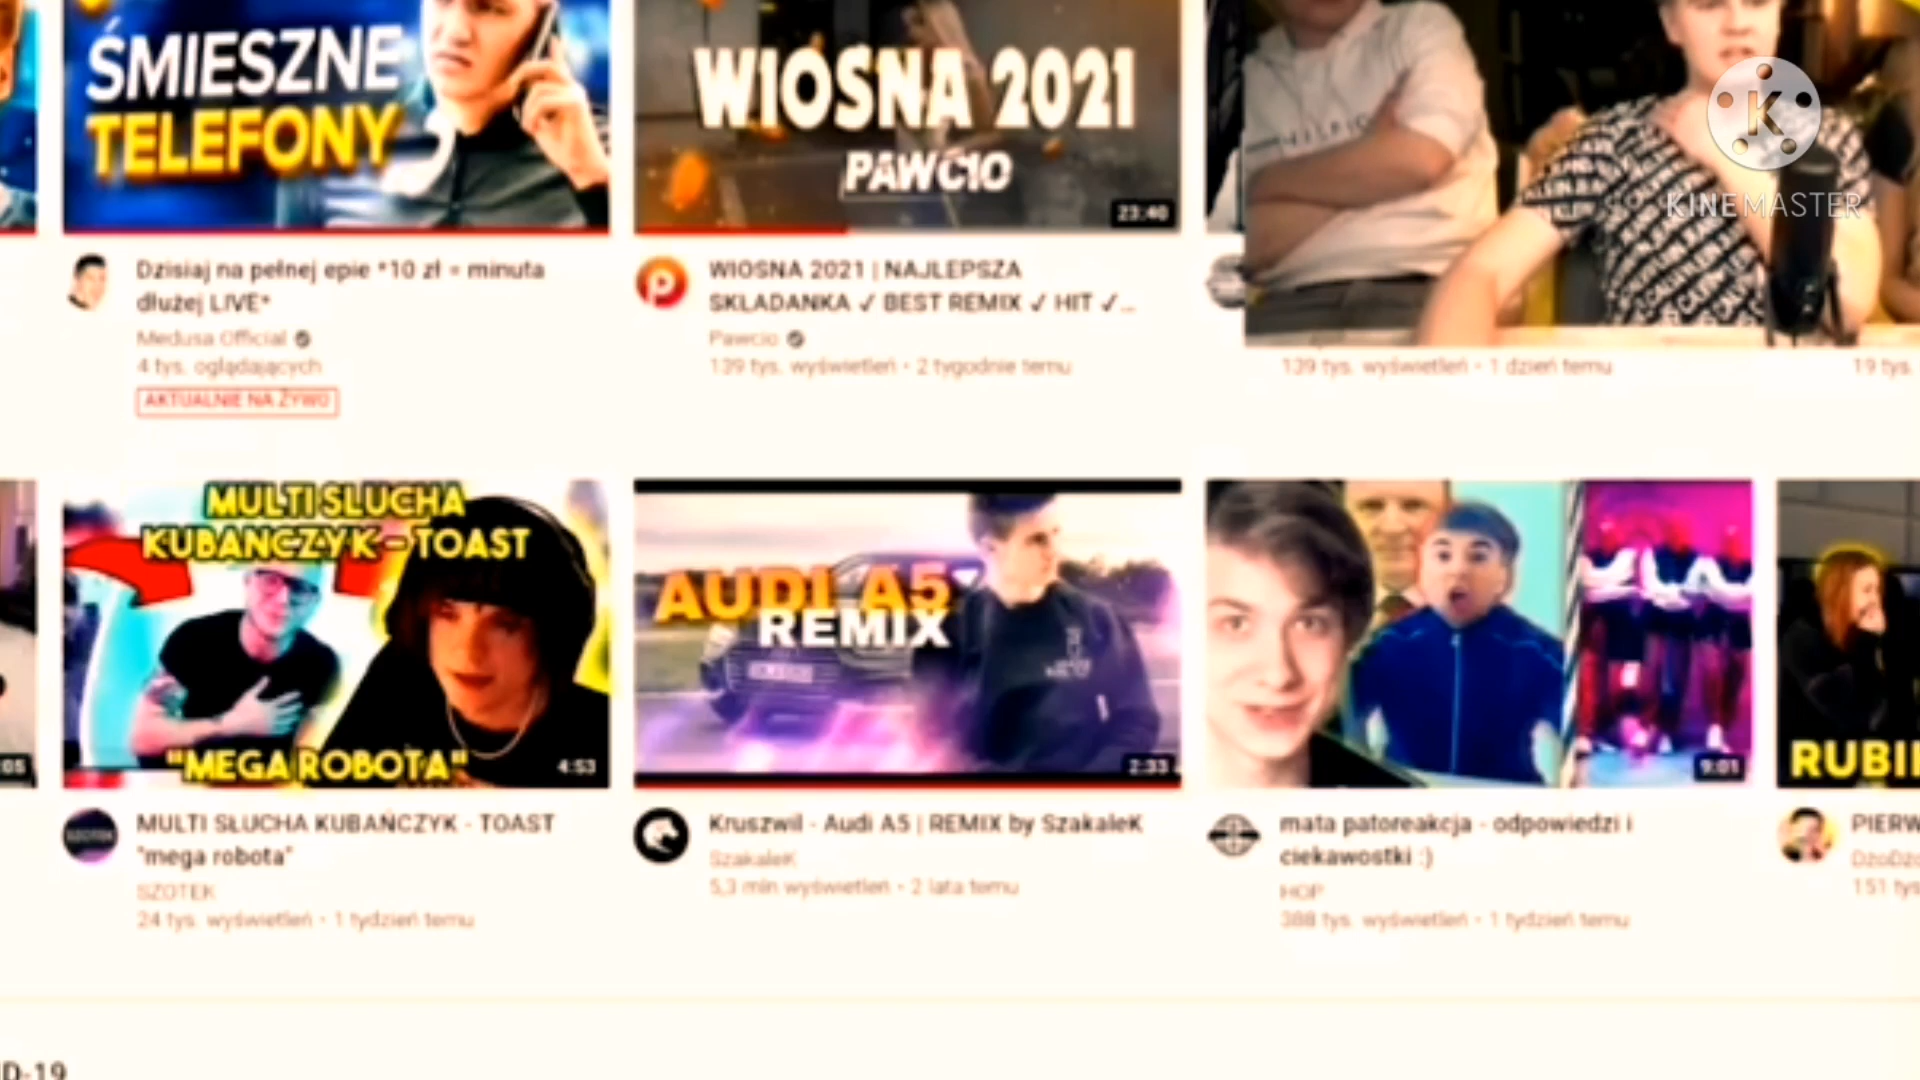 ŚMIESZNE
TELEFONY
Dzisiaj na pełnej epie *10 zł = minuta
dłużej LIVE*
Medusa Official
4 tys. oglądających
AKTUALNIE NA ŻYWO
WIOSNA 2021
PAWCIO
23:40
WIOSNA 2021 | NAJLEPSZA
SKLADANKA ✓ BEST REMIX ✓ HIT ✓...
Pawcio
139 tys. wyświetleń • 2 tygodnie temu
KINEMASTER
139 tys. wyświetleń • 1 dzień temu
19 tys.
:05
MULTI SLUCHA
KUBAŃCZYK - TOAST
"MEGA ROBOTA"
4:53
MULTI SŁUCHA KUBAŃCZYK - TOAST
"mega robota"
SZOTEK
24 tys. wyświetleń • 1 tydzień temu
AUDI A5
REMIX
2:33
Kruszwil - Audi A5 | REMIX by SzakaleK
SzakaleK
5,3 mln wyświetleń • 2 lata temu
9:01
mata patoreakcja - odpowiedzi i
ciekawostki :)
HOP
388 tys. wyświetleń • 1 tydzień temu
RUBI
PIERW
DżoDżo
151 tys
ID-19